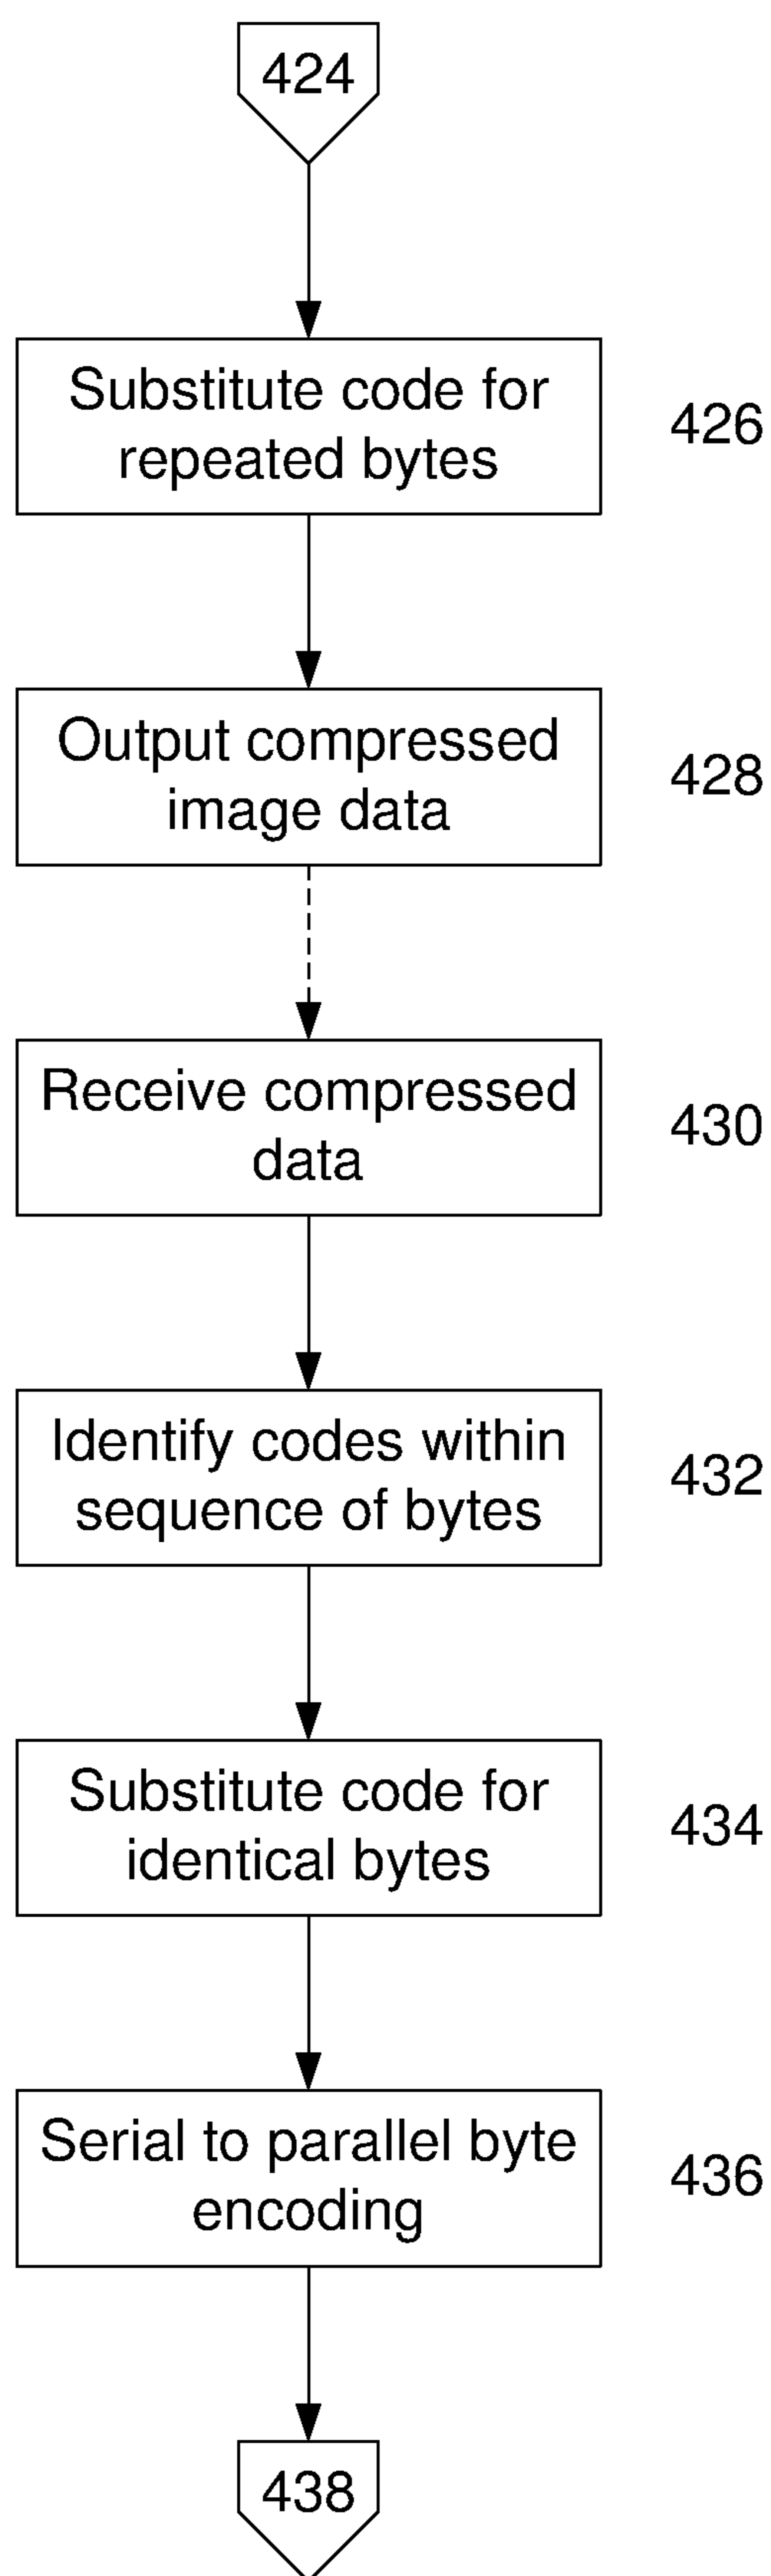 424
Substitute code for
repeated bytes
426
Output compressed
image data
428
Receive compressed
data
430
Identify codes within
sequence of bytes
432
Substitute code for
identical bytes
434
Serial to parallel byte
encoding
436
438